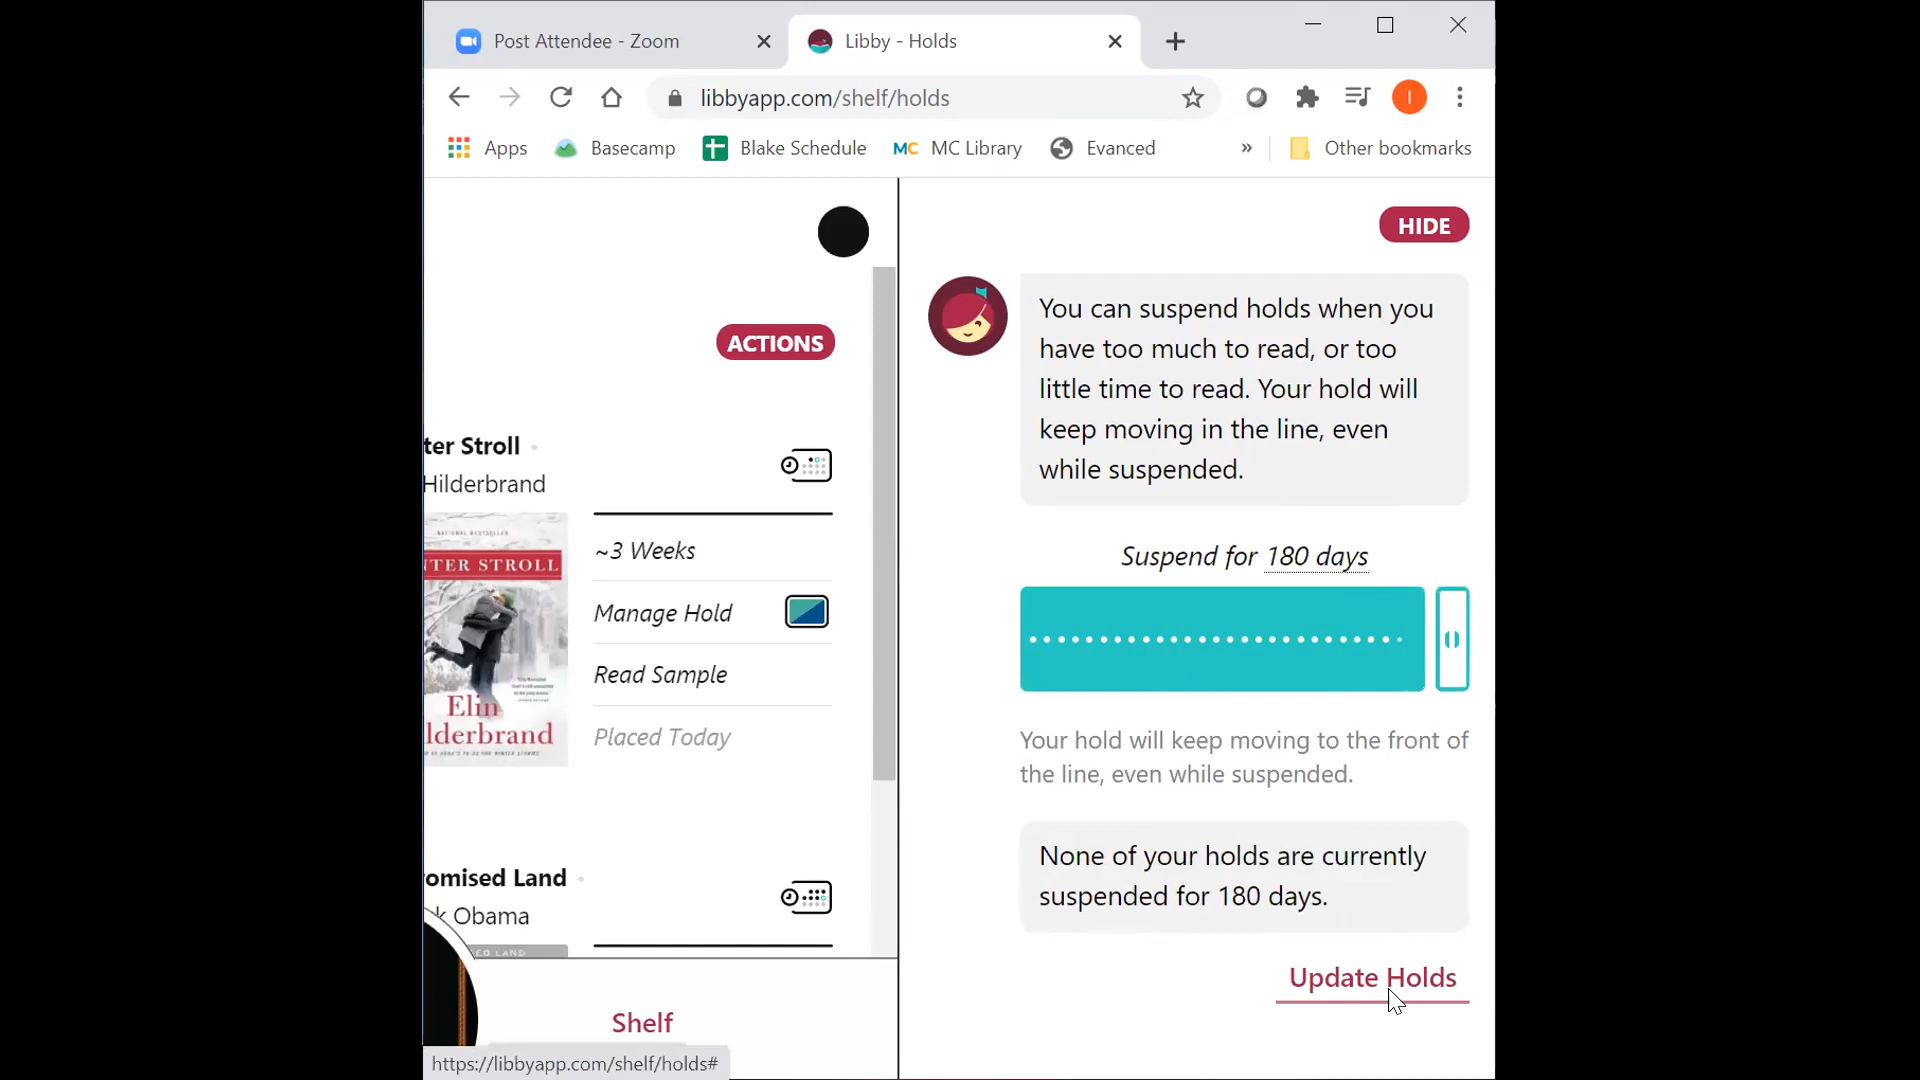 Post Attendee - Zoom
Libby - Holds
libbyapp.com/shelf/holds
I
Apps
Basecamp
Blake Schedule
MC MC Library
Evanced
»
Other bookmarks
ACTIONS
ter Stroll
Hilderbrand
NATIONAL BESTSELLER
NTER STROLL
Elin
lderbrand
~3 Weeks
Manage Hold
Read Sample
Placed Today
omised Land
k Obama
LAND
Shelf
https://libbyapp.com/shelf/holds#
HIDE
You can suspend holds when you
have too much to read, or too
little time to read. Your hold will
keep moving in the line, even
while suspended.
Suspend for 180 days
Your hold will keep moving to the front of
the line, even while suspended.
None of your holds are currently
suspended for 180 days.
Update Holds